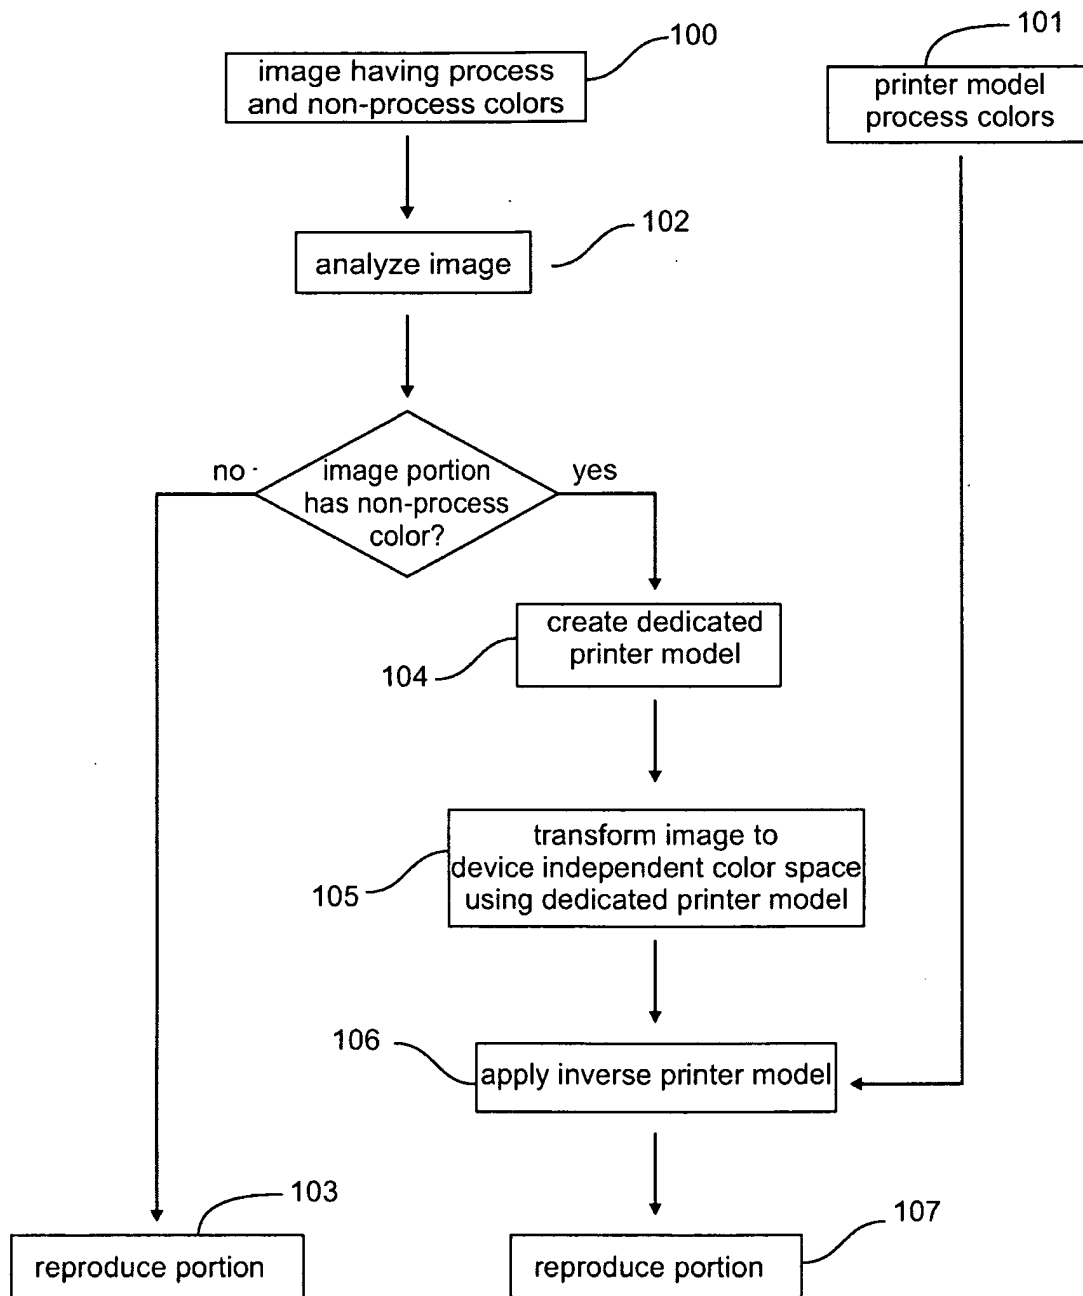 100
image having process
and non-process colors
101
printer model
process colors
102
analyze image
no
image portion
has non-process
color?
yes
create dedicated
printer model
104
transform image to
device independent color space
using dedicated printer model
105
106
apply inverse printer model
103
reproduce portion
107
reproduce portion